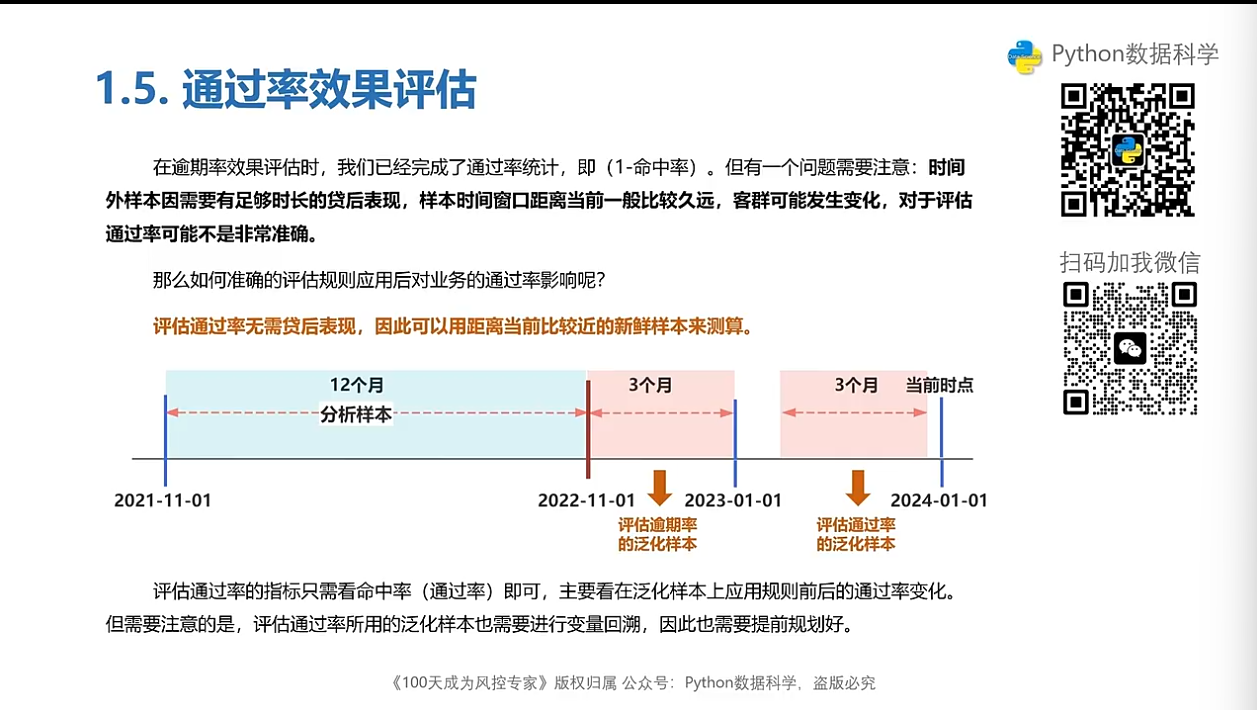 Python数据科学
1.5. 通过率效果评估
在逾期率效果评估时，我们已经完成了通过率统计，即（1-命中率）。但有一个问题需要注意：时间
外样本因需要有足够时长的贷后表现，样本时间窗口距离当前一般比较久远，客群可能发生变化，对于评估
通过率可能不是非常准确。
那么如何准确的评估规则应用后对业务的通过率影响呢？
评估通过率无需贷后表现，因此可以用距离当前比较近的新鲜样本来测算。
扫码加我微信
12个月
3个月
3个月
当前时点
分析样本
2021-11-01
2022-11-01
2023-01-01
2024-01-01
评估逾期率
的泛化样本
评估通过率
的泛化样本
评估通过率的指标只需看命中率（通过率）即可，主要看在泛化样本上应用规则前后的通过率变化。
但需要注意的是，评估通过率所用的泛化样本也需要进行变量回溯，因此也需要提前规划好。
《100天成为风控专家》版权归属 公众号：Python数据科学，盗版必究